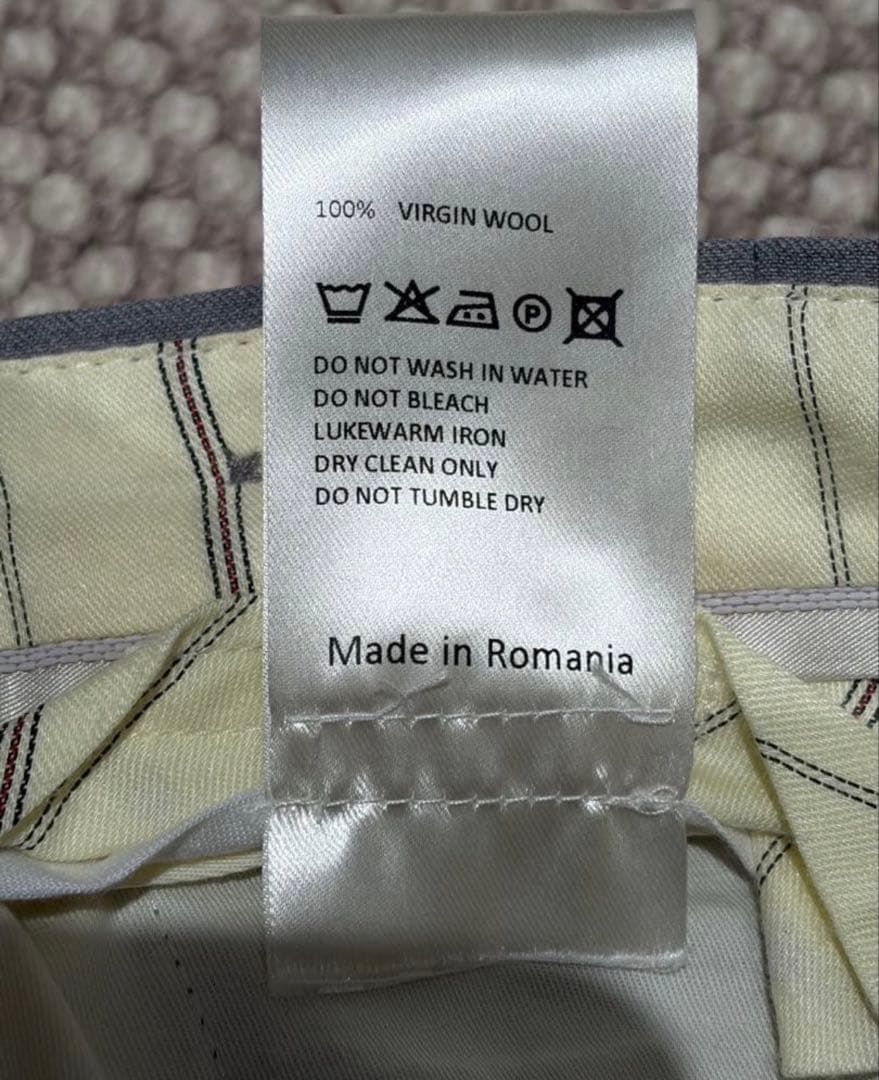 100% VIRGIN WOOL
P
DO NOT WASH IN WATER
DO NOT BLEACH
LUKEWARM IRON
DRY CLEAN ONLY
DO NOT TUMBLE DRY
Made in Romania